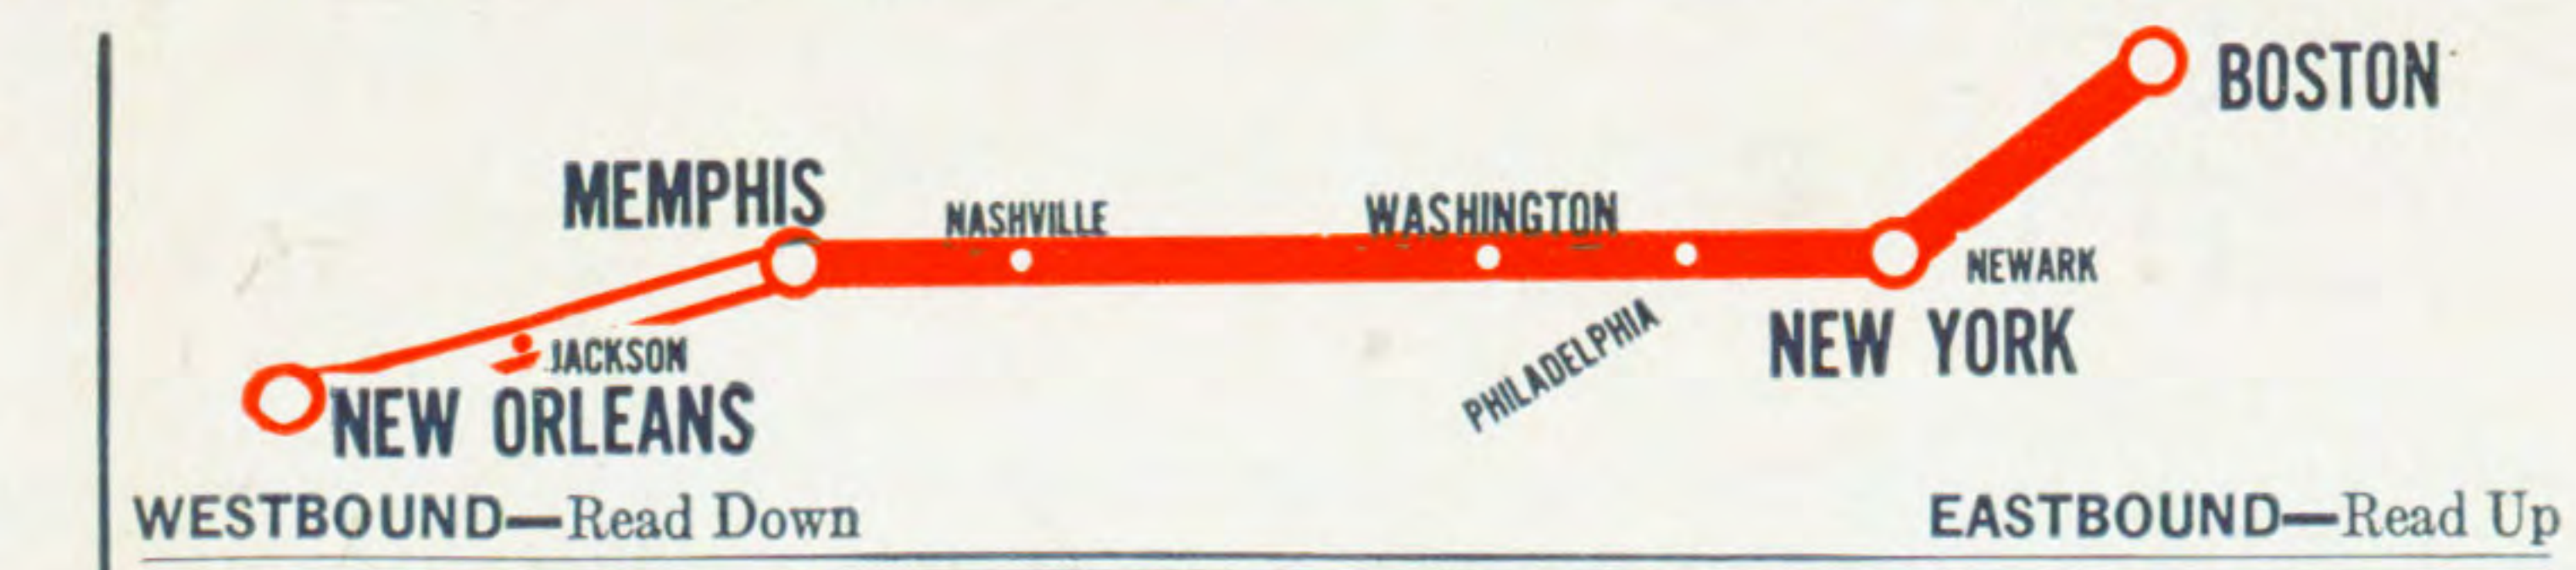 BOSTON
MEMPHIS
NASHVILLE
WASHINGTON
NEWARK
PHILADELPHIA
NEW YORK
JACKSON
NEW ORLEANS
WESTBOUND—Read Down
EASTBOUND—Read Up